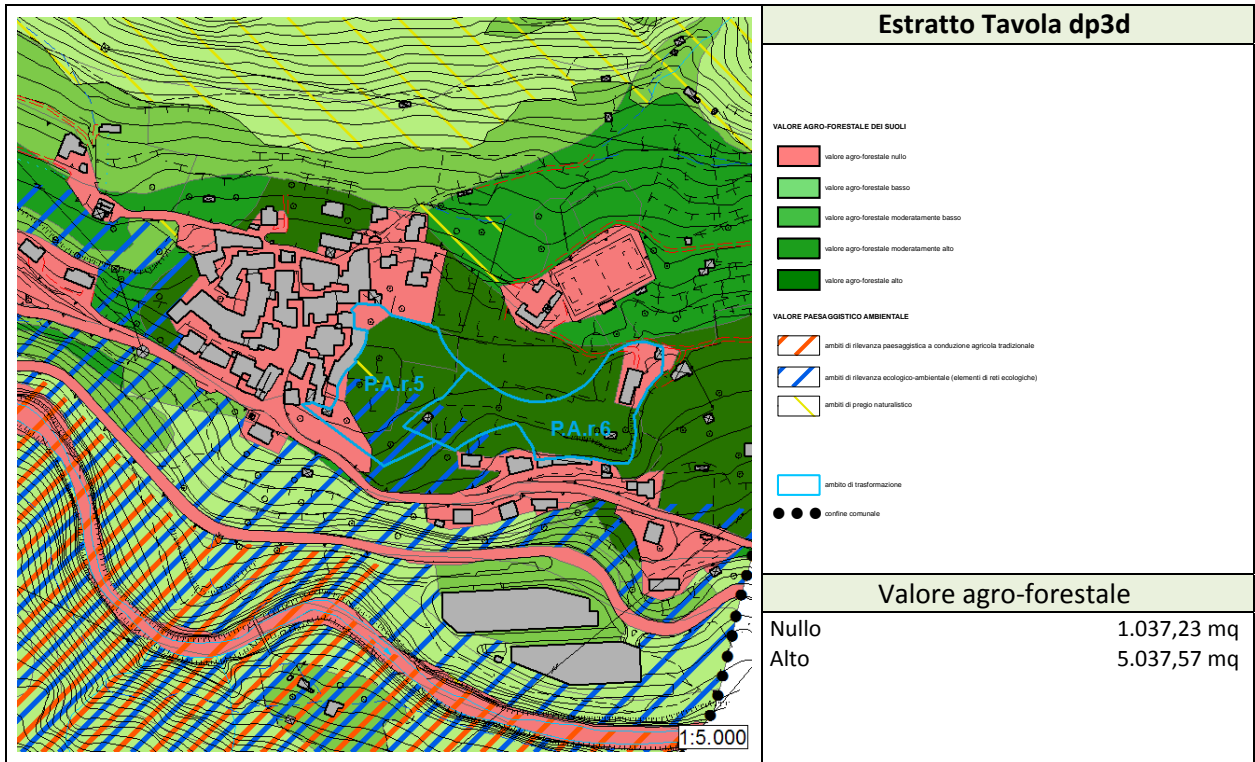 P.A.r.5
P.A.r.6
1:5.000
Estratto Tavola dp3d
VALORE AGRO-FORESTALE DEI SUOLI
valore agro-forestale nullo
valore agro-forestale basso
valore agro-forestale moderatamente basso
valore agro-forestale moderatamente alto
valore agro-forestale alto
VALORE PAESAGGISTICO AMBIENTALE
ambiti di rilevanza paesaggistica a conduzione agricola tradizionale
ambiti di rilevanza ecologico-ambientale (elementi di reti ecologiche)
ambiti di pregio naturalistico
ambito di trasformazione
confine comunale
Valore agro-forestale
Nullo 1.037,23 mq
Alto 5.037,57 mq